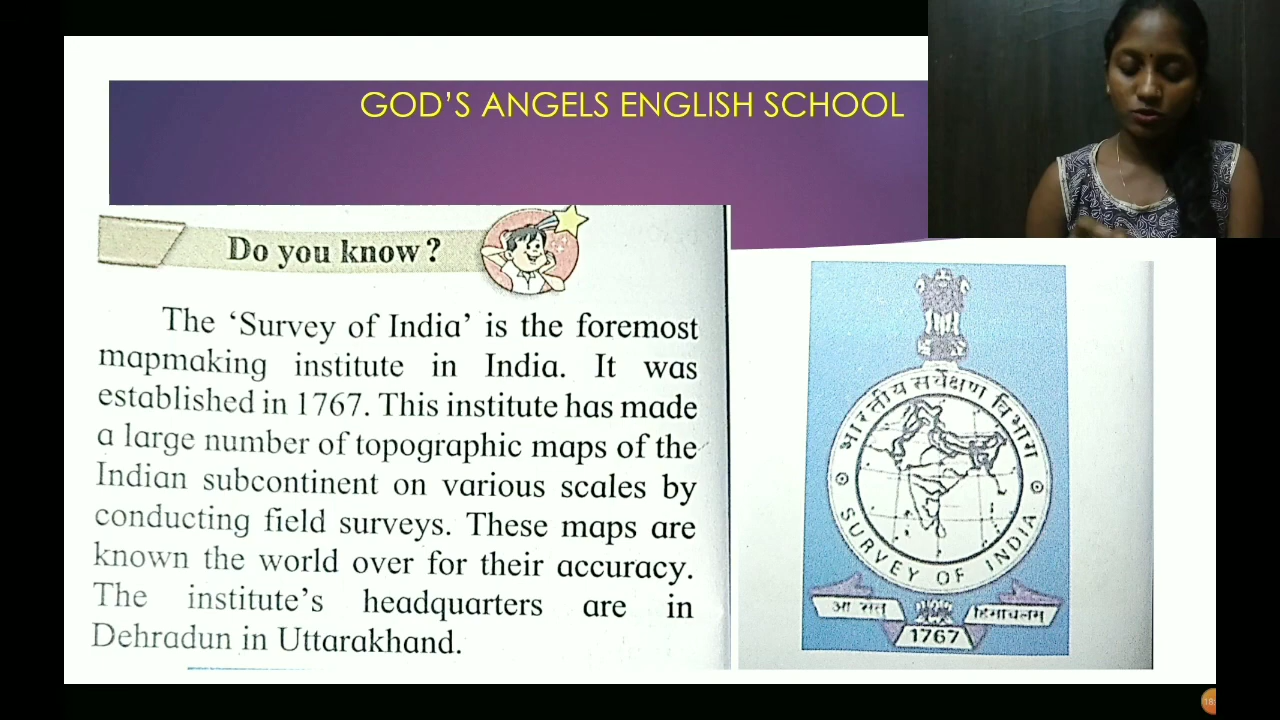 GOD'S ANGELS ENGLISH SCHOOL
Do you know?
The ‘Survey of India’ is the foremost
mapmaking institute in India. It was
established in 1767. This institute has made
a large number of topographic maps of the
Indian subcontinent on various scales by
conducting field surveys. These maps are
known the world over for their accuracy.
The institute’s headquarters are in
Dehradun in Uttarakhand.
भारतीय सर्वेक्षण विभाग
SURVEY OF INDIA
आ सेतु
हिमाचलम्
1767